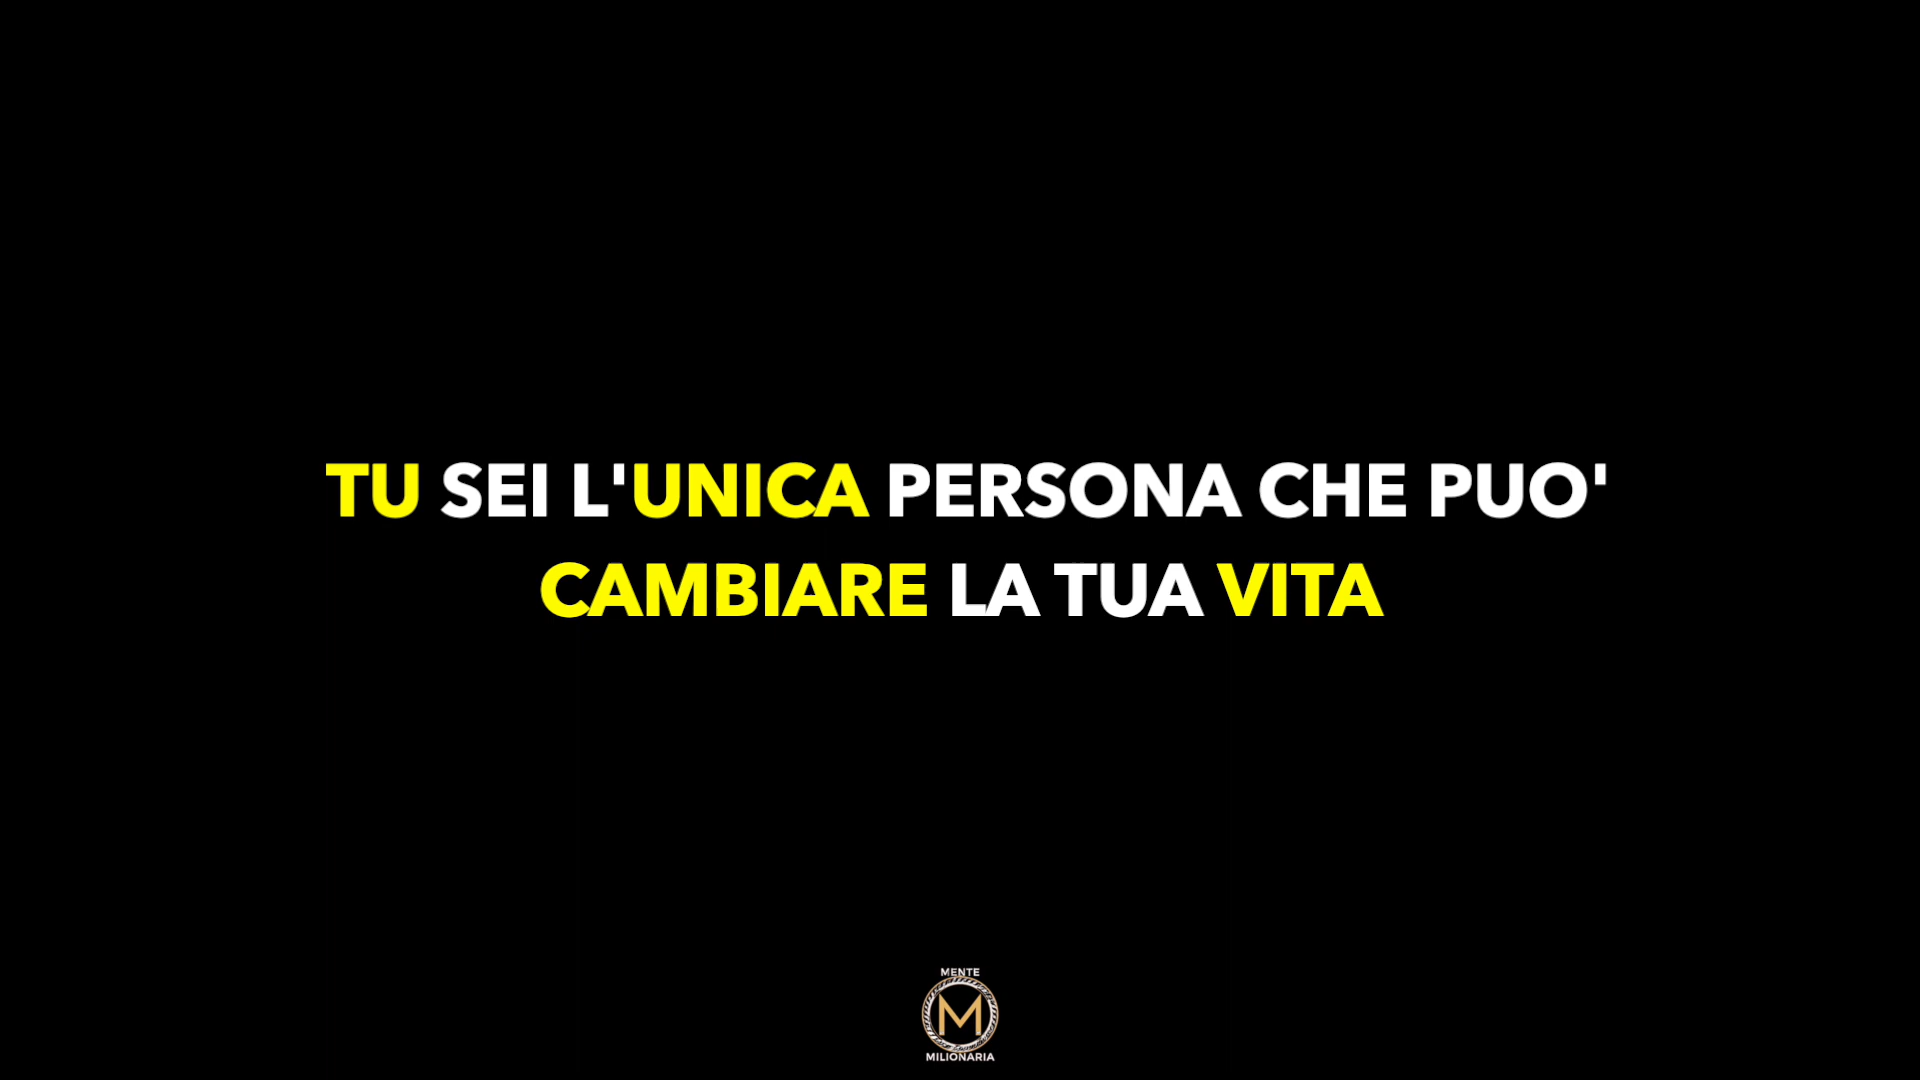 TU SEI L'UNICA PERSONA CHE PUO'
CAMBIARE LA TUA VITA
MENTE
M
MILIONARIA